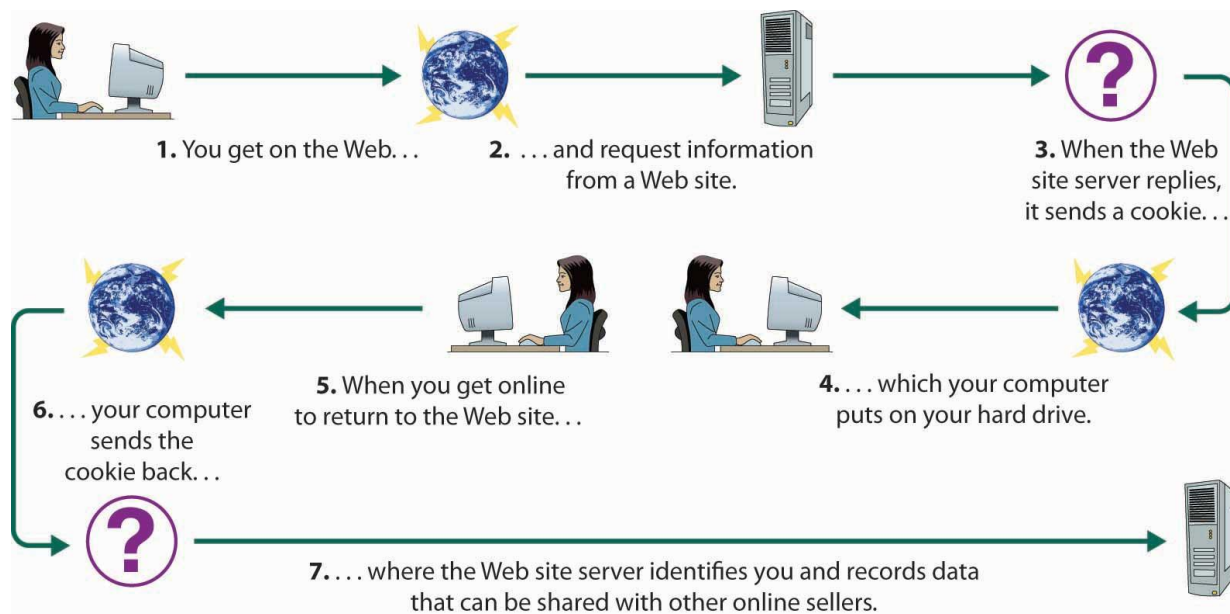 1. You get on the Web. . .
2. . . . and request information
from a Web site.
?
3. When the Web
site server replies,
it sends a cookie. . .
4. . . . which your computer
puts on your hard drive.
5. When you get online
to return to the Web site. . .
6. . . . your computer
sends the
cookie back. . .
?
7. . . . where the Web site server identifies you and records data
that can be shared with other online sellers.